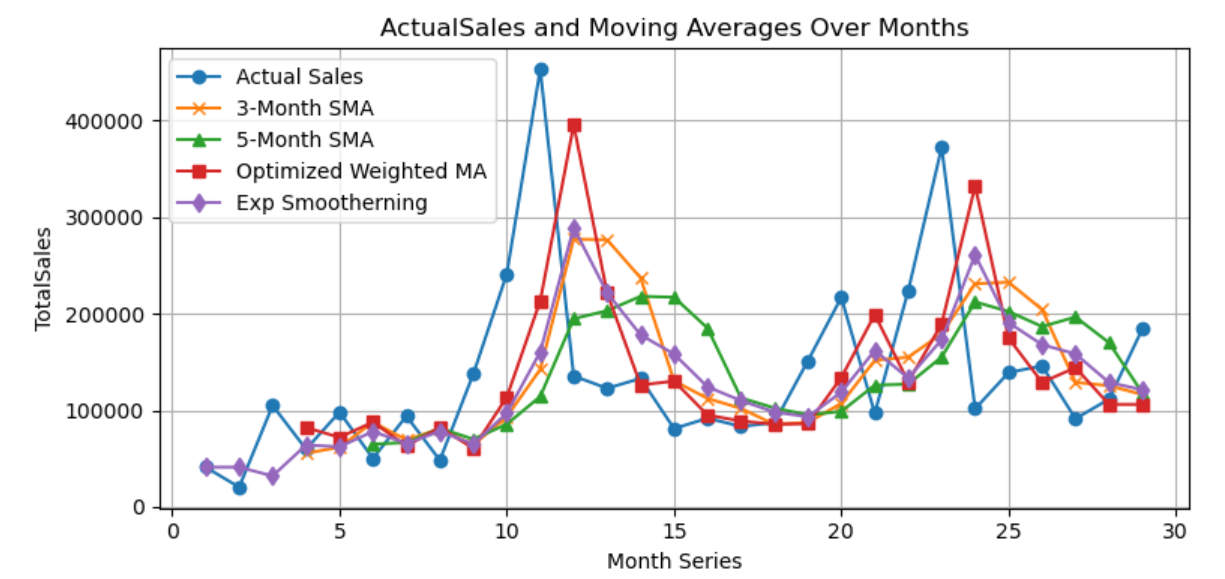 ActualSales and Moving Averages Over Months
Actual Sales
3-Month SMA
5-Month SMA
Optimized Weighted MA
Exp Smootherning
TotalSales
400000
300000
200000
100000
0
0 5 10 15 20 25 30
Month Series